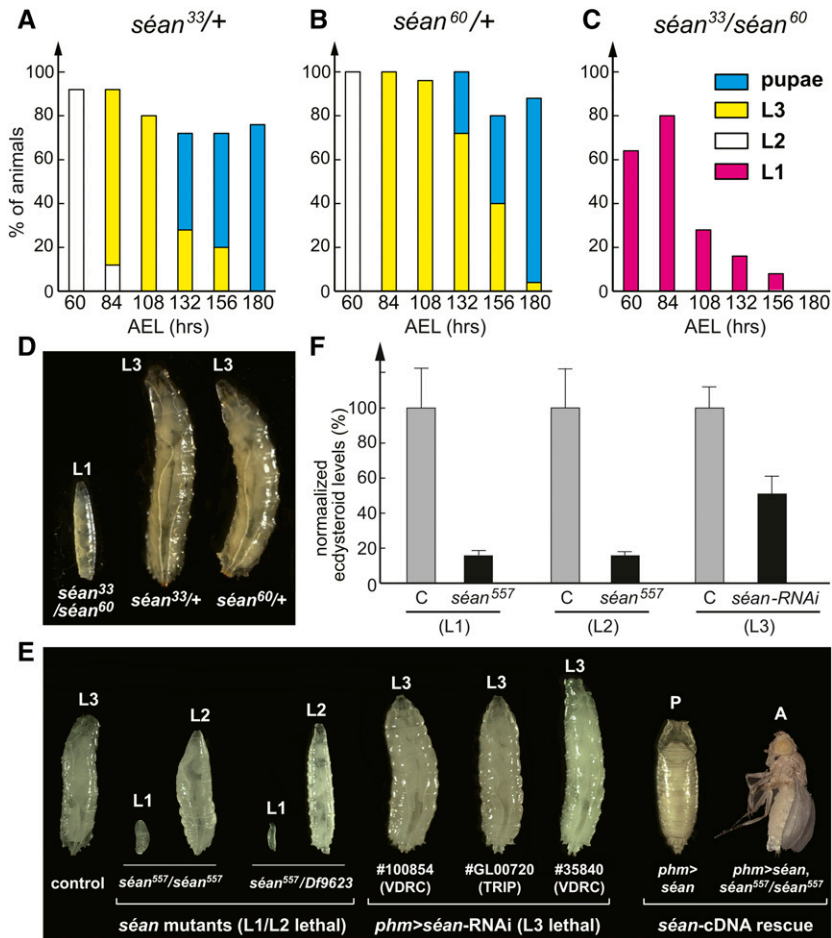 A
séan33/+
B
séan60/+
C
séan33/séan60
% of animals
100
80
60
40
20
0
60 84 108 132 156 180
AEL (hrs)
100
80
60
40
20
0
60 84 108 132 156 180
AEL (hrs)
100
80
60
40
20
0
60 84 108 132 156 180
AEL (hrs)
pupae
L3
L2
L1
D
L3
L3
L1
séan33
/séan60
séan33/+
séan60/+
F
normaalized
ecdysteroid levels (%)
100
80
60
40
20
0
C séan557
C séan557
C séan-RNAi
(L1)
(L2)
(L3)
E
L3
L1
L2
L1
L2
L3
L3
L3
P
A
control
séan557/séan557
séan557/Df9623
#100854
(VDRC)
#GL00720
(TRIP)
#35840
(VDRC)
phm>
séan
phm>séan,
séan557/séan557
séan mutants (L1/L2 lethal)
phm>séan-RNAi (L3 lethal)
séan-cDNA rescue